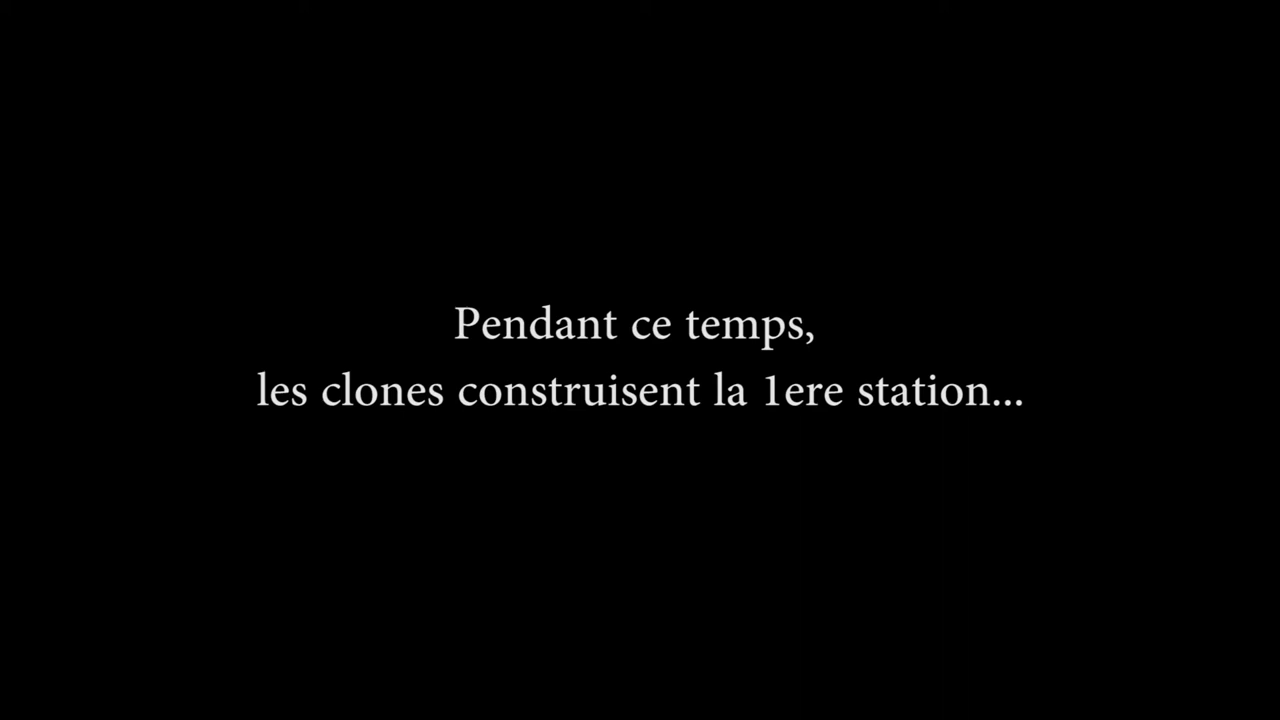 Pendant ce temps,
les clones construisent la 1ere station...